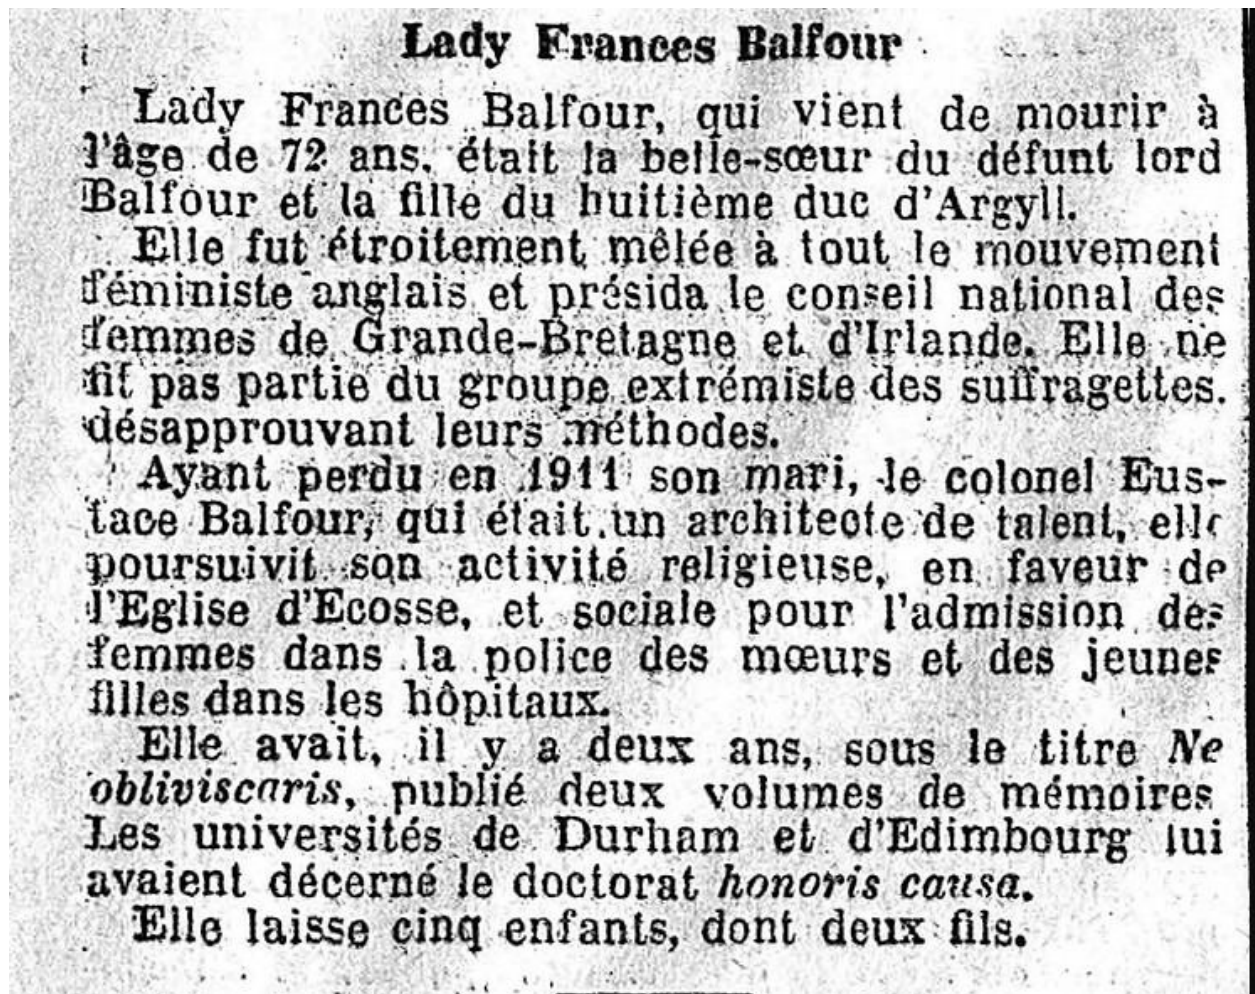 Lady Frances Balfour
Lady Frances Balfour, qui vient de mourir à
l'âge de 72 ans, était la belle-sœur du défunt lord
Balfour et la fille du huitième duc d'Argyll.
Elle fut étroitement mêlée à tout le mouvement
féministe anglais et présida le conseil national des
femmes de Grande-Bretagne et d'Irlande. Elle ne
fit pas partie du groupe extrémiste des suffragettes,
désapprouvant leurs méthodes.
Ayant perdu en 1911 son mari, le colonel Eus-
tace Balfour, qui était un architecte de talent, elle
poursuivit son activité religieuse, en faveur de
l'Eglise d'Ecosse, et sociale pour l'admission des
femmes dans la police des mœurs et des jeunes
filles dans les hôpitaux.
Elle avait, il y a deux ans, sous le titre Ne
obliviscaris, publié deux volumes de mémoires
Les universités de Durham et d'Edimbourg lui
avaient décerné le doctorat honoris causa.
Elle laisse cinq enfants, dont deux fils.